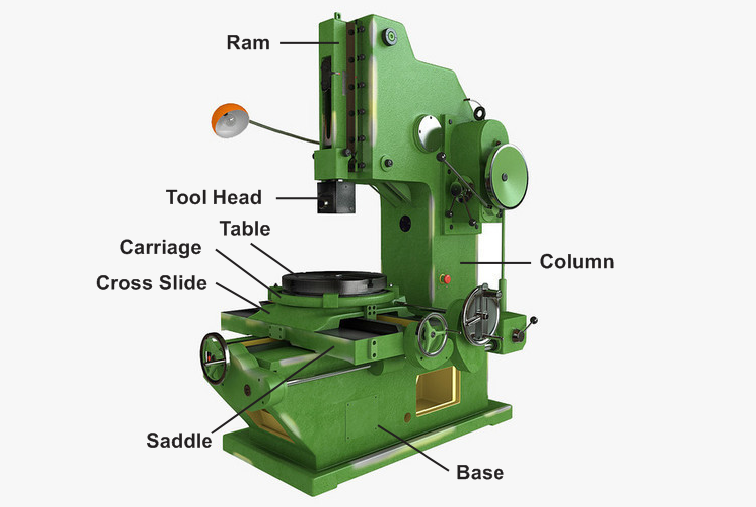 Ram
Tool Head
Table
Carriage
Cross Slide
Column
Saddle
Base